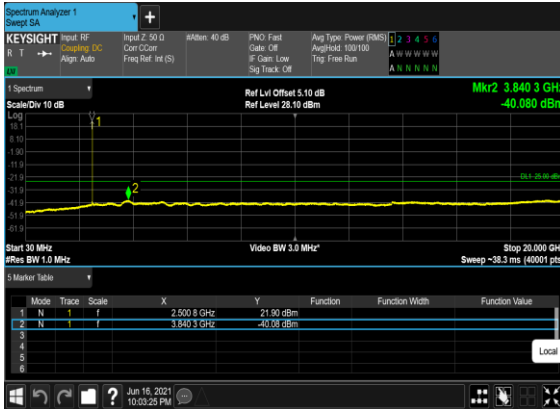 Spectrum Analyzer 1
Swept SA
+
KEYSIGHT Input: RF Input Z: 50 Ω #Atten: 40 dB PNO: Fast Avg Type: Power (RMS) 1 2 3 4 5 6
R T Coupling: DC Corr CCorr Gate: Off Avg|Hold: 100/100 A W W W W W
Align: Auto Freq Ref: Int (S) IF Gain: Low Trig: Free Run
Sig Track: Off A N N N N N
1 Spectrum
Ref Lvl Offset 5.10 dB Mkr2 3.840 3 GHz
Scale/Div 10 dB Ref Level 28.10 dBm -40.080 dBm
Log
18.1
8.10
-1.90
-11.9
-21.9
DL1 -25.00 dBm
-31.9
-41.9
-51.9
-61.9
1
2
Start 30 MHz Video BW 3.0 MHz* Stop 20.000 GH
#Res BW 1.0 MHz Sweep ~38.3 ms (40001 pts
5 Marker Table
Mode Trace Scale X Y Function Function Width Function Value
1 N 1 f 2.500 8 GHz 21.90 dBm
2 N 1 f 3.840 3 GHz -40.08 dBm
3
4
5
6
Local
? Jun 16, 2021
10:03:25 PM